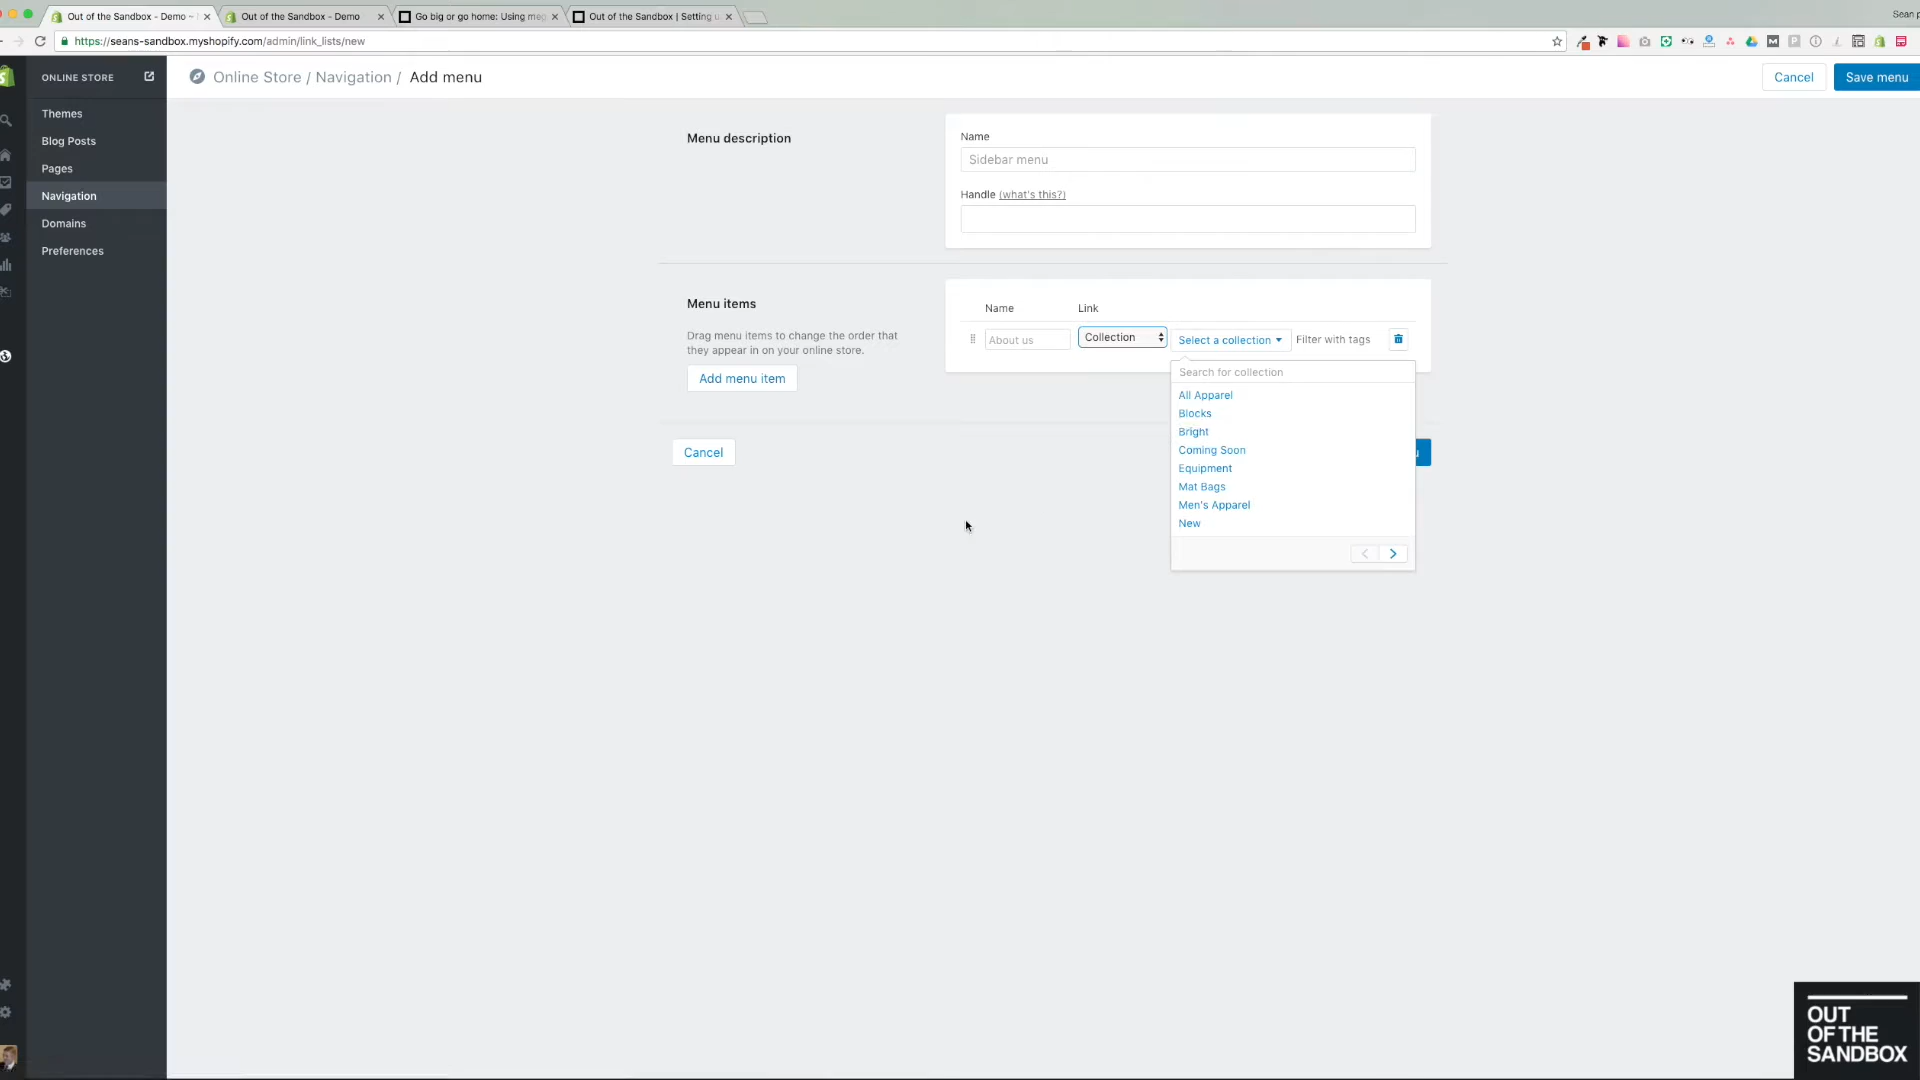 Out of the Sandbox - Demo ~
Out of the Sandbox - Demo
Go big or go home: Using meg
Out of the Sandbox | Setting u
Sean
https://seans-sandbox.myshopify.com/admin/link_lists/new
ONLINE STORE
Online Store / Navigation / Add menu
Cancel
Save menu
Themes
Blog Posts
Pages
Navigation
Domains
Preferences
Menu description
Name
Sidebar menu
Handle (what's this?)
Menu items
Drag menu items to change the order that
they appear in on your online store.
Add menu item
Name
Link
About us
Collection
Select a collection
Filter with tags
Search for collection
All Apparel
Blocks
Bright
Coming Soon
Equipment
Mat Bags
Men's Apparel
New
Cancel
OUT
OF THE
SANDBOX